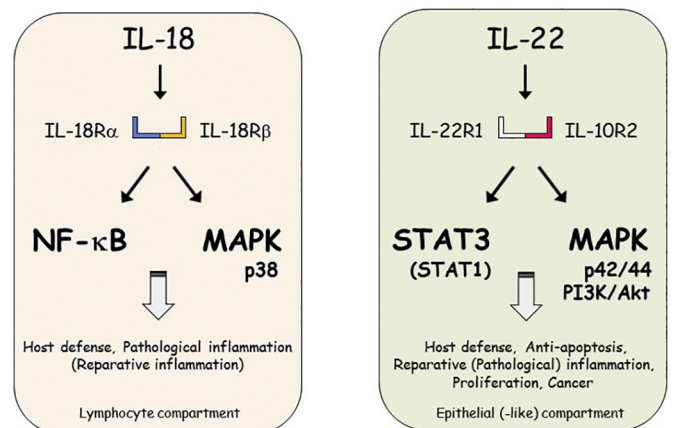 IL-18
IL-18Rα IL-18Rβ
NF-κB MAPK
p38
Host defense, Pathological inflammation
(Reparative inflammation)
Lymphocyte compartment
IL-22
IL-22R1 IL-10R2
STAT3 MAPK
(STAT1) p42/44
PI3K/Akt
Host defense, Anti-apoptosis,
Reparative (Pathological) inflammation,
Proliferation, Cancer
Epithelial (-like) compartment